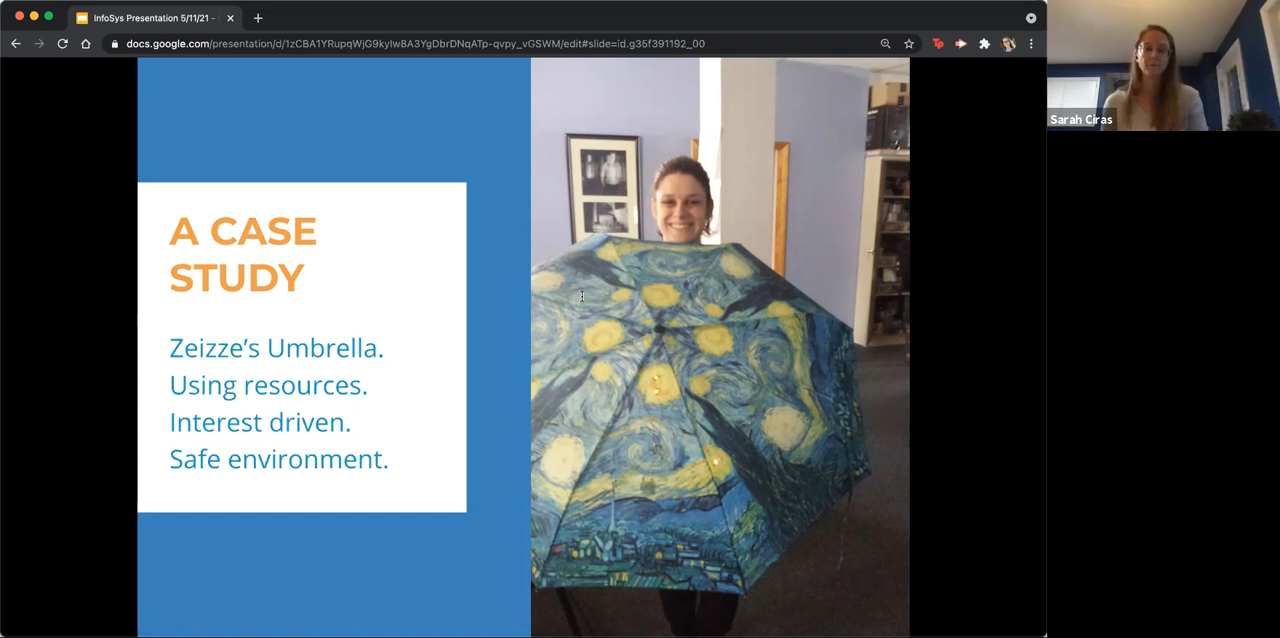 InfoSys Presentation 5/11/21 -
docs.google.com/presentation/d/1zCBA1YRupqWjG9kyIw8A3YgDbrDNqATp-qvpy_vGSWM/edit#slide=id.g35f391192_00
Sarah Ciras
A CASE
STUDY
Zeizze’s Umbrella.
Using resources.
Interest driven.
Safe environment.